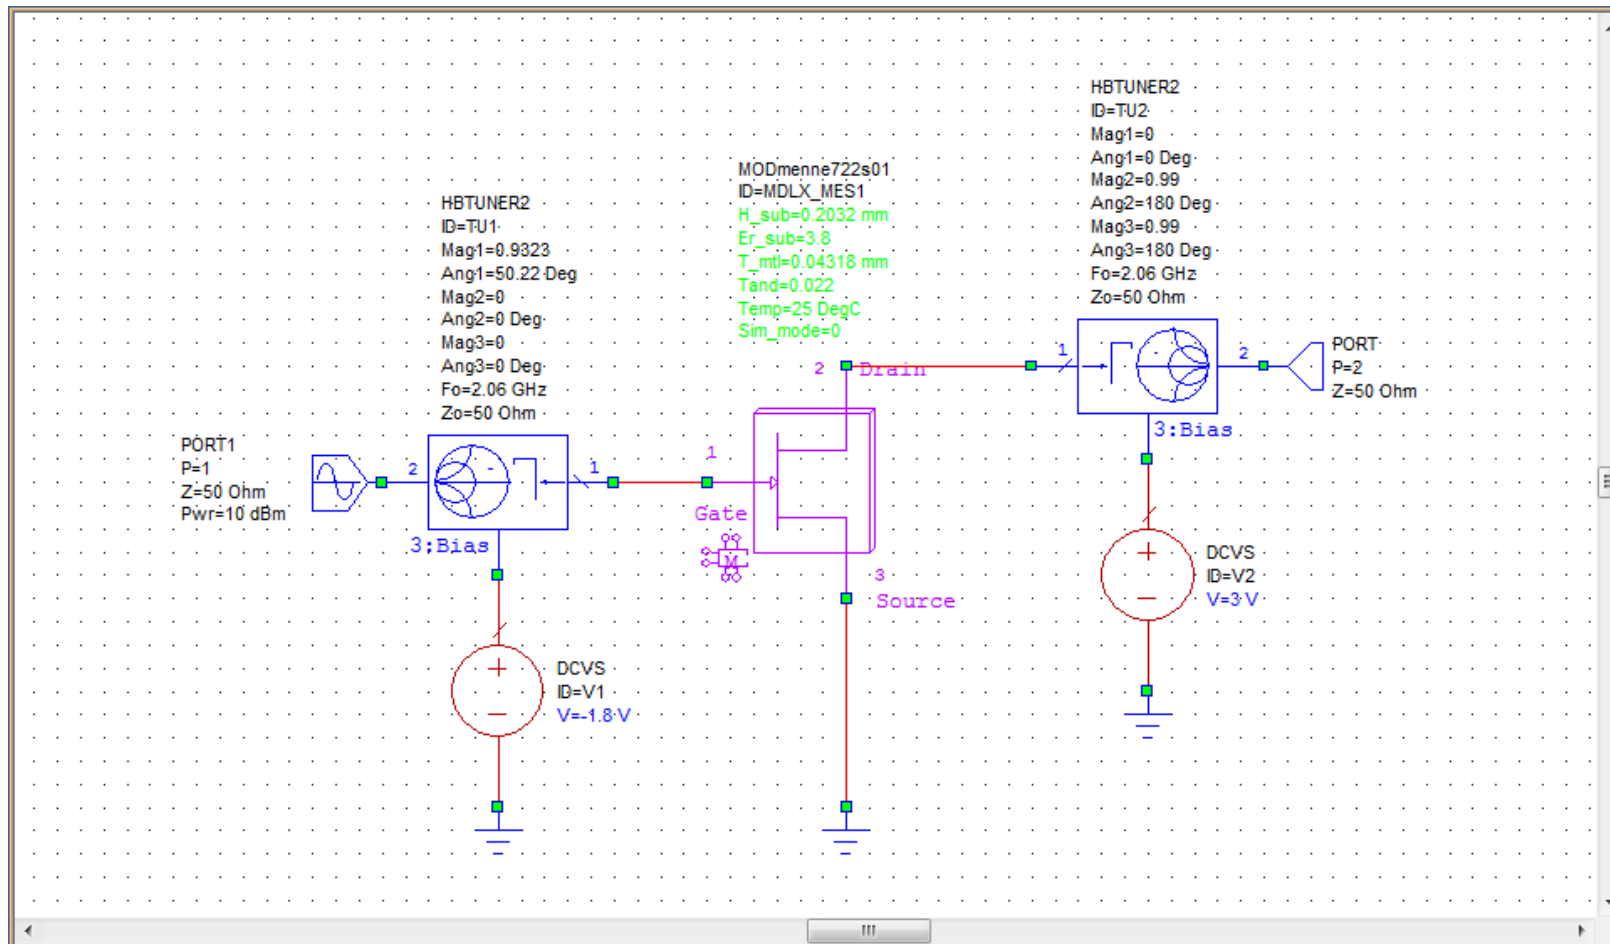 HBTUNER2
ID=TU2
Mag1=0
Ang1=0 Deg
Mag2=0.99
Ang2=180 Deg
Mag3=0.99
Ang3=180 Deg
Fo=2.06 GHz
Zo=50 Ohm
MODmenne722s01
ID=MDLX_MES1
H_sub=0.2032 mm
Er_sub=3.8
T_mtl=0.04318 mm
Tand=0.022
Temp=25 DegC
Sim_mode=0
HBTUNER2
ID=TU1
Mag1=0.9323
Ang1=50.22 Deg
Mag2=0
Ang2=0 Deg
Mag3=0
Ang3=0 Deg
Fo=2.06 GHz
Zo=50 Ohm
PORT1
P=1
Z=50 Ohm
Pwr=10 dBm
2
1
3:Bias
DCVS
ID=V1
V=-1.8 V
1
Gate
M
2
Drain
3
Source
1
2
3:Bias
PORT
P=2
Z=50 Ohm
DCVS
ID=V2
V=3 V